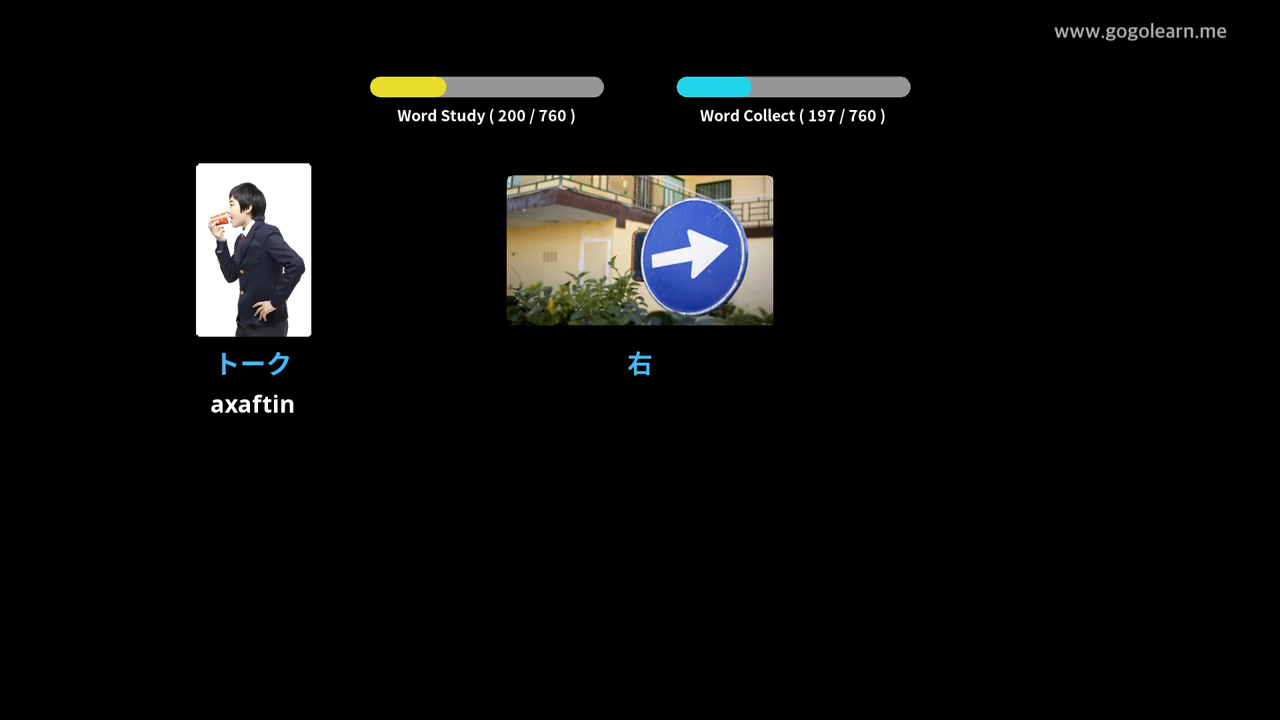 www.gogolearn.me
Word Study ( 200 / 760 )
Word Collect ( 197 / 760 )
トーク
右
axaftin